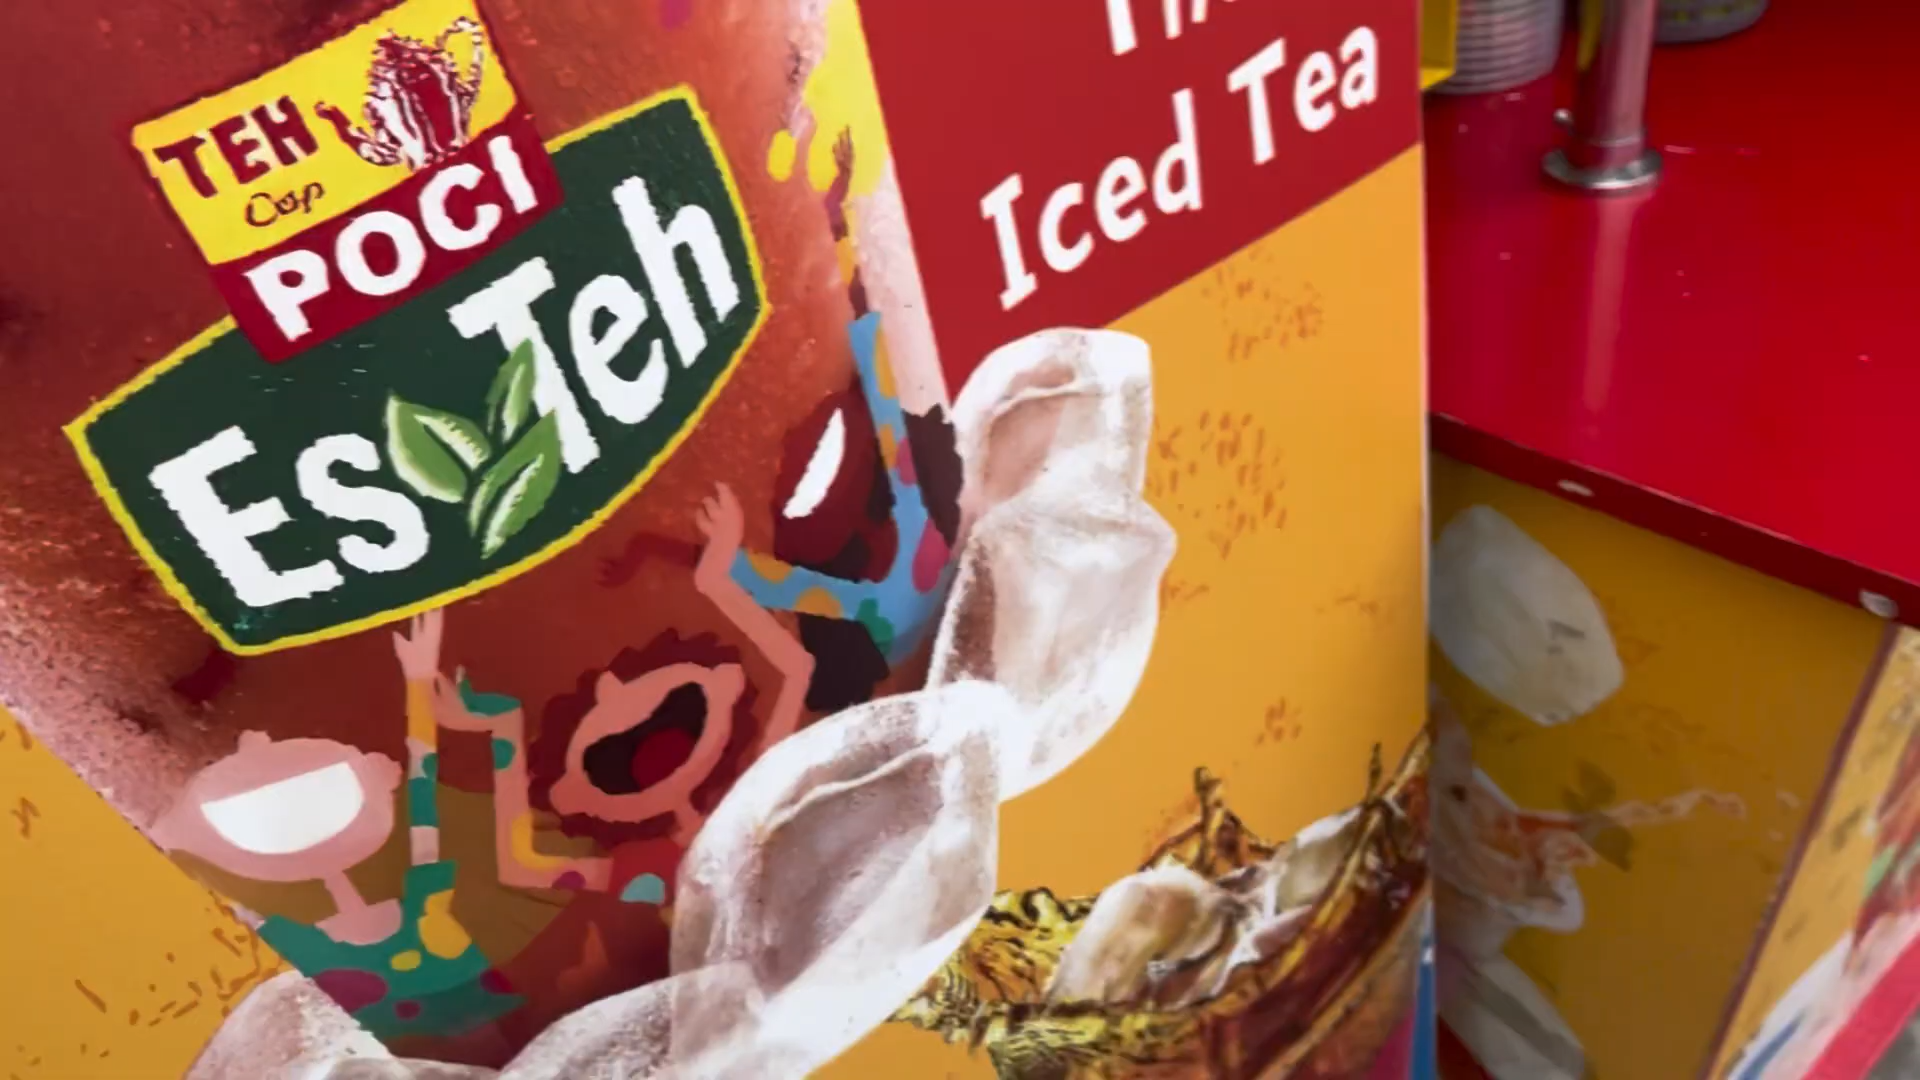 TEH
Cap
POCI
Es Teh
Iced Tea